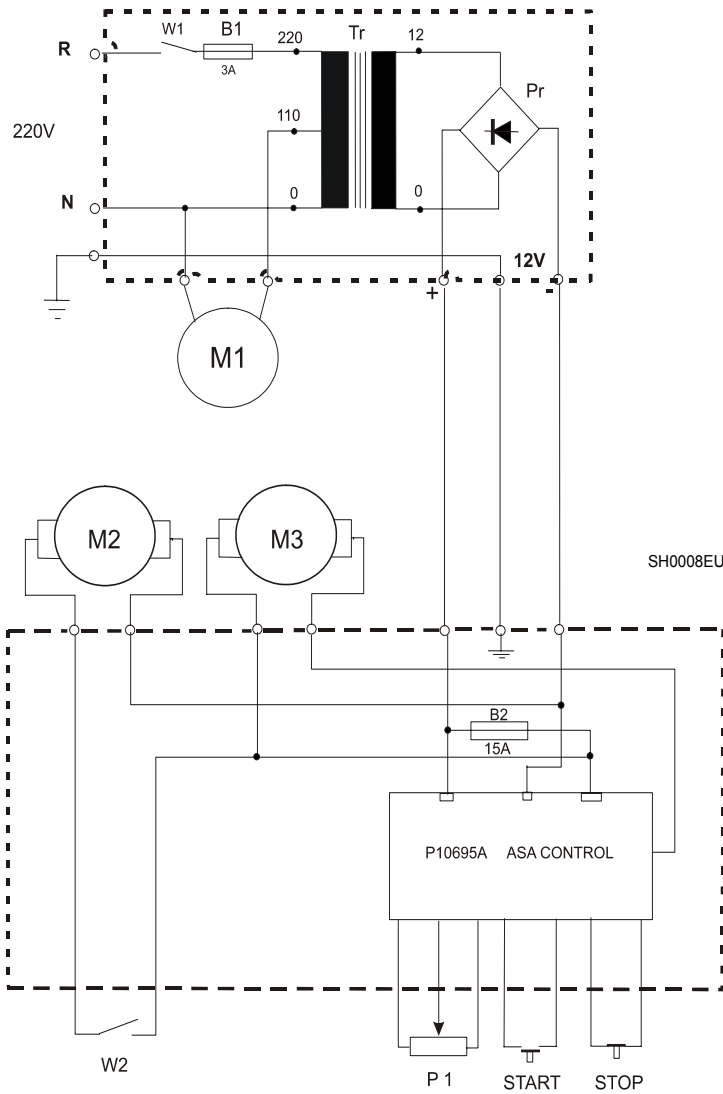 W1 B1 220 Tr 12
R
3A
Pr
110
220V
N
0 0
12V
+ -
M1
M2 M3
SH0008EU
B2
15A
P10695A ASA CONTROL
W2
P 1 START STOP